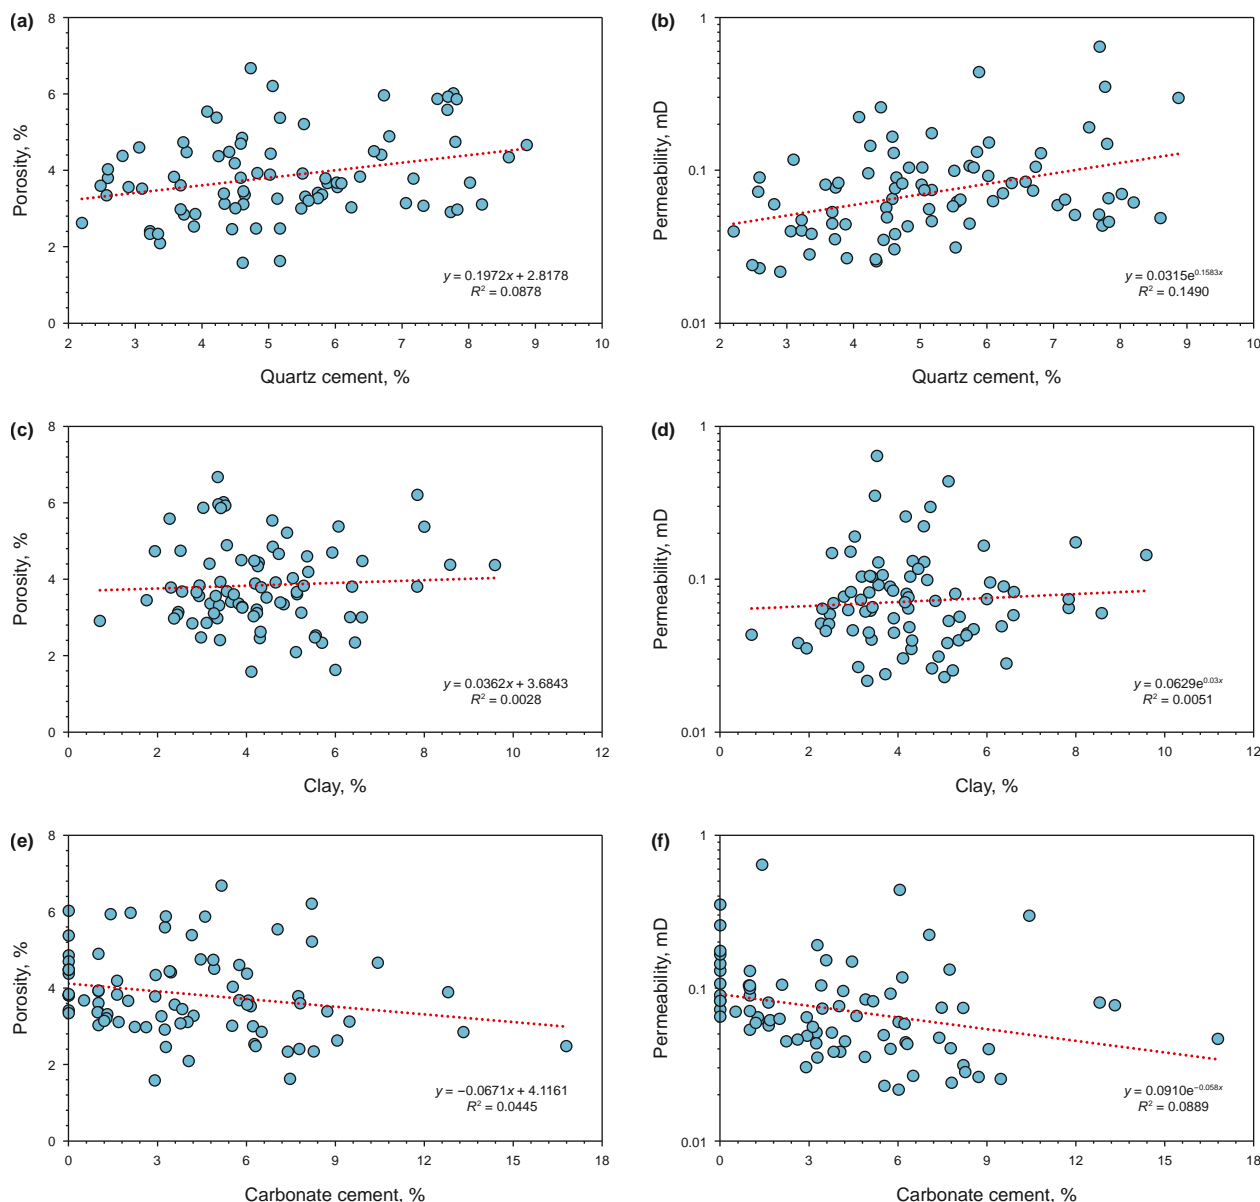 (a)
8
6
4
2
0
Porosity, %
2
3
4
5
6
7
8
9
10
Quartz cement, %
y = 0.1972x + 2.8178
R² = 0.0878
(b)
1
0.1
0.01
Permeability, mD
2
3
4
5
6
7
8
9
10
Quartz cement, %
y = 0.0315e^0.1583x
R² = 0.1490
(c)
8
6
4
2
0
Porosity, %
0
2
4
6
8
10
12
Clay, %
y = 0.0362x + 3.6843
R² = 0.0028
(d)
1
0.1
0.01
Permeability, mD
0
2
4
6
8
10
12
Clay, %
y = 0.0629e^0.03x
R² = 0.0051
(e)
8
6
4
2
0
Porosity, %
0
3
6
9
12
15
18
Carbonate cement, %
y = −0.0671x + 4.1161
R² = 0.0445
(f)
1
0.1
0.01
Permeability, mD
0
3
6
9
12
15
18
Carbonate cement, %
y = 0.0910e^−0.058x
R² = 0.0889